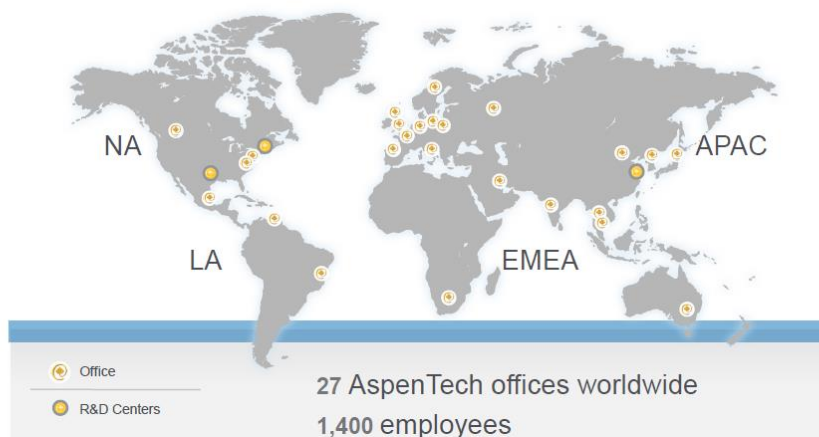 NA
APAC
LA
EMEA
Office
R&D Centers
27 AspenTech offices worldwide
1,400 employees